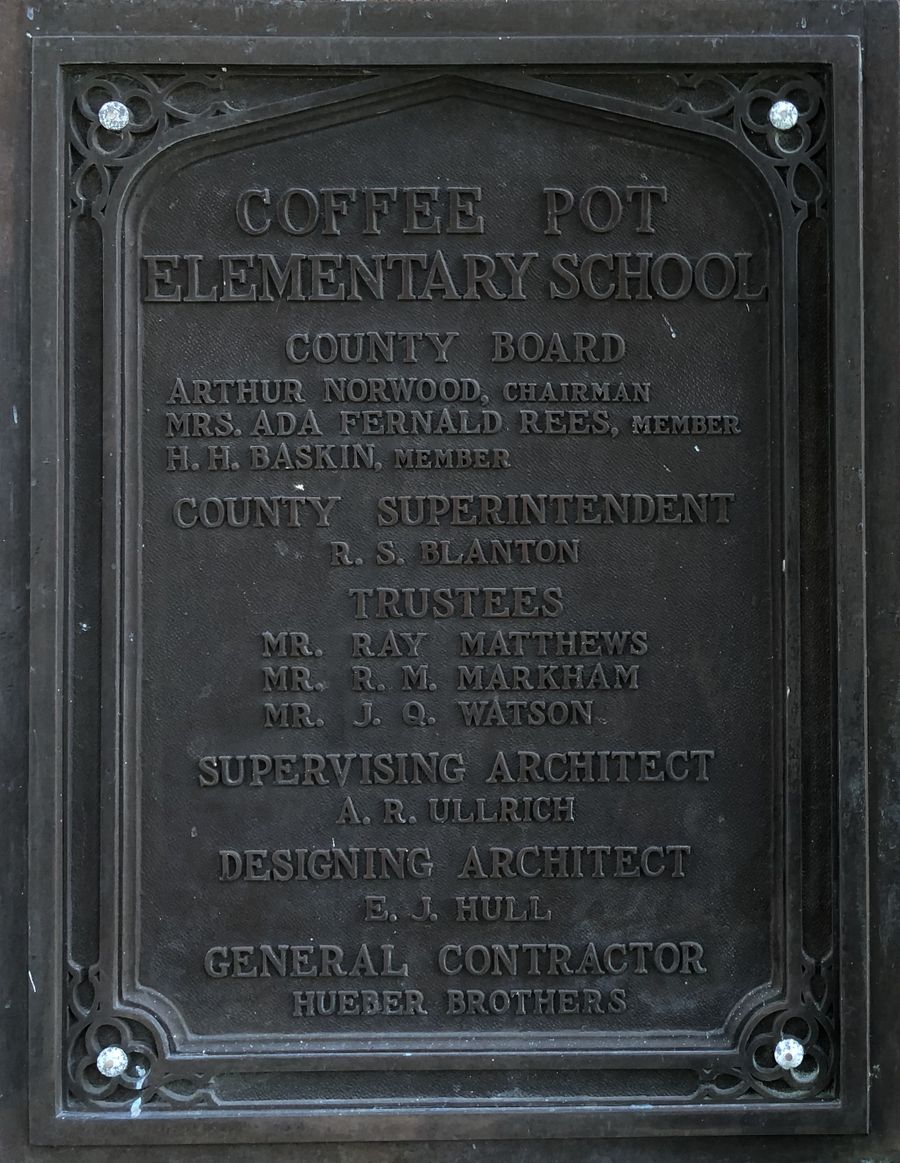 COFFEE POT
ELEMENTARY SCHOOL
COUNTY BOARD
ARTHUR NORWOOD, CHAIRMAN
MRS. ADA FERNALD REES, MEMBER
H. H. BASKIN, MEMBER
COUNTY SUPERINTENDENT
R. S. BLANTON
TRUSTEES
MR. RAY MATTHEWS
MR. R. M. MARKHAM
MR. J. Q. WATSON
SUPERVISING ARCHITECT
A. R. ULLRICH
DESIGNING ARCHITECT
E. J. HULL
GENERAL CONTRACTOR
HUEBER BROTHERS